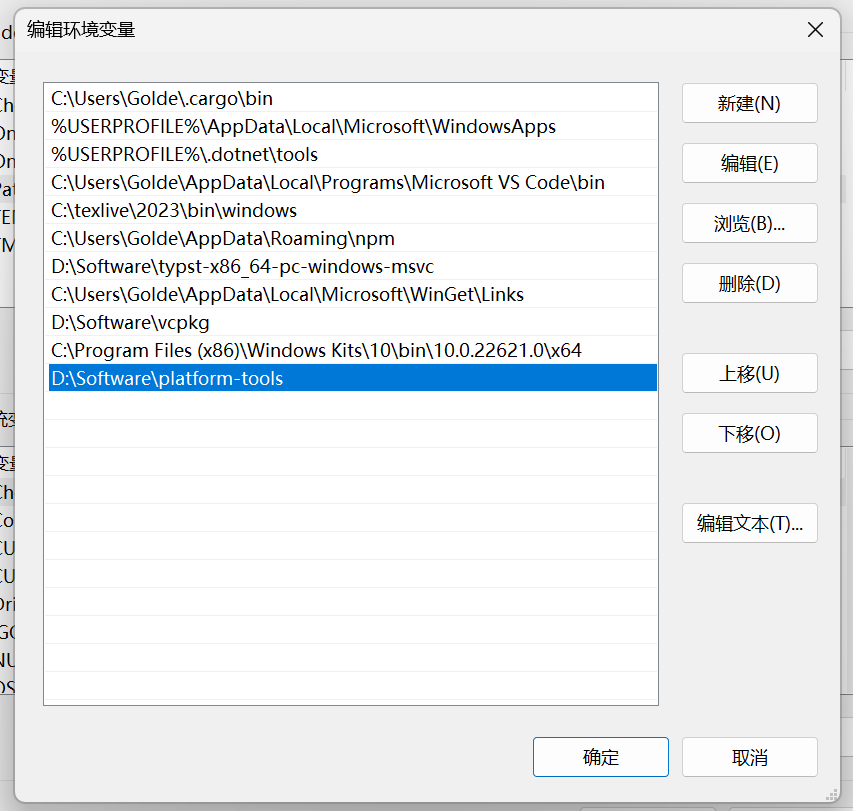 编辑环境变量
C:\Users\Golde\.cargo\bin
%USERPROFILE%\AppData\Local\Microsoft\WindowsApps
%USERPROFILE%\.dotnet\tools
C:\Users\Golde\AppData\Local\Programs\Microsoft VS Code\bin
C:\texlive\2023\bin\windows
C:\Users\Golde\AppData\Roaming\npm
D:\Software\typst-x86_64-pc-windows-msvc
C:\Users\Golde\AppData\Local\Microsoft\WinGet\Links
D:\Software\vcpkg
C:\Program Files (x86)\Windows Kits\10\bin\10.0.22621.0\x64
D:\Software\platform-tools
新建(N)
编辑(E)
浏览(B)...
删除(D)
上移(U)
下移(O)
编辑文本(T)...
确定
取消